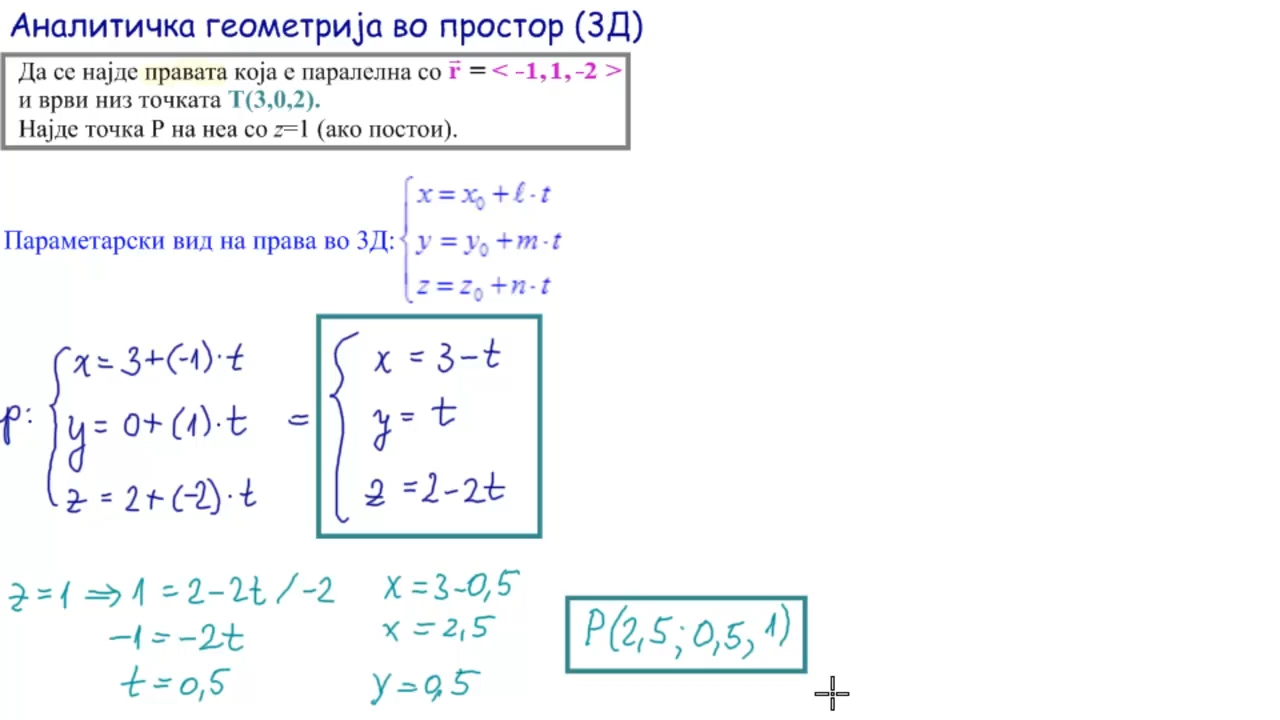 Аналитичка геометрија во простор (3Д)
Да се најде правата која е паралелна со r⃗ = < -1,1,-2 >
и врви низ точката T(3,0,2).
Најде точка P на неа со z=1 (ако постои).
x = x₀ + ℓ · t
Параметарски вид на права во 3Д: y = y₀ + m · t
z = z₀ + n · t
x = 3+(-1)·t
p: y = 0+(1)·t
z = 2+(-2)·t
=
x = 3-t
y = t
z = 2-2t
z=1 ⇒ 1=2-2t /-2
-1=-2t
t=0,5
x=3-0,5
x=2,5
y=0,5
P(2,5; 0,5, 1)